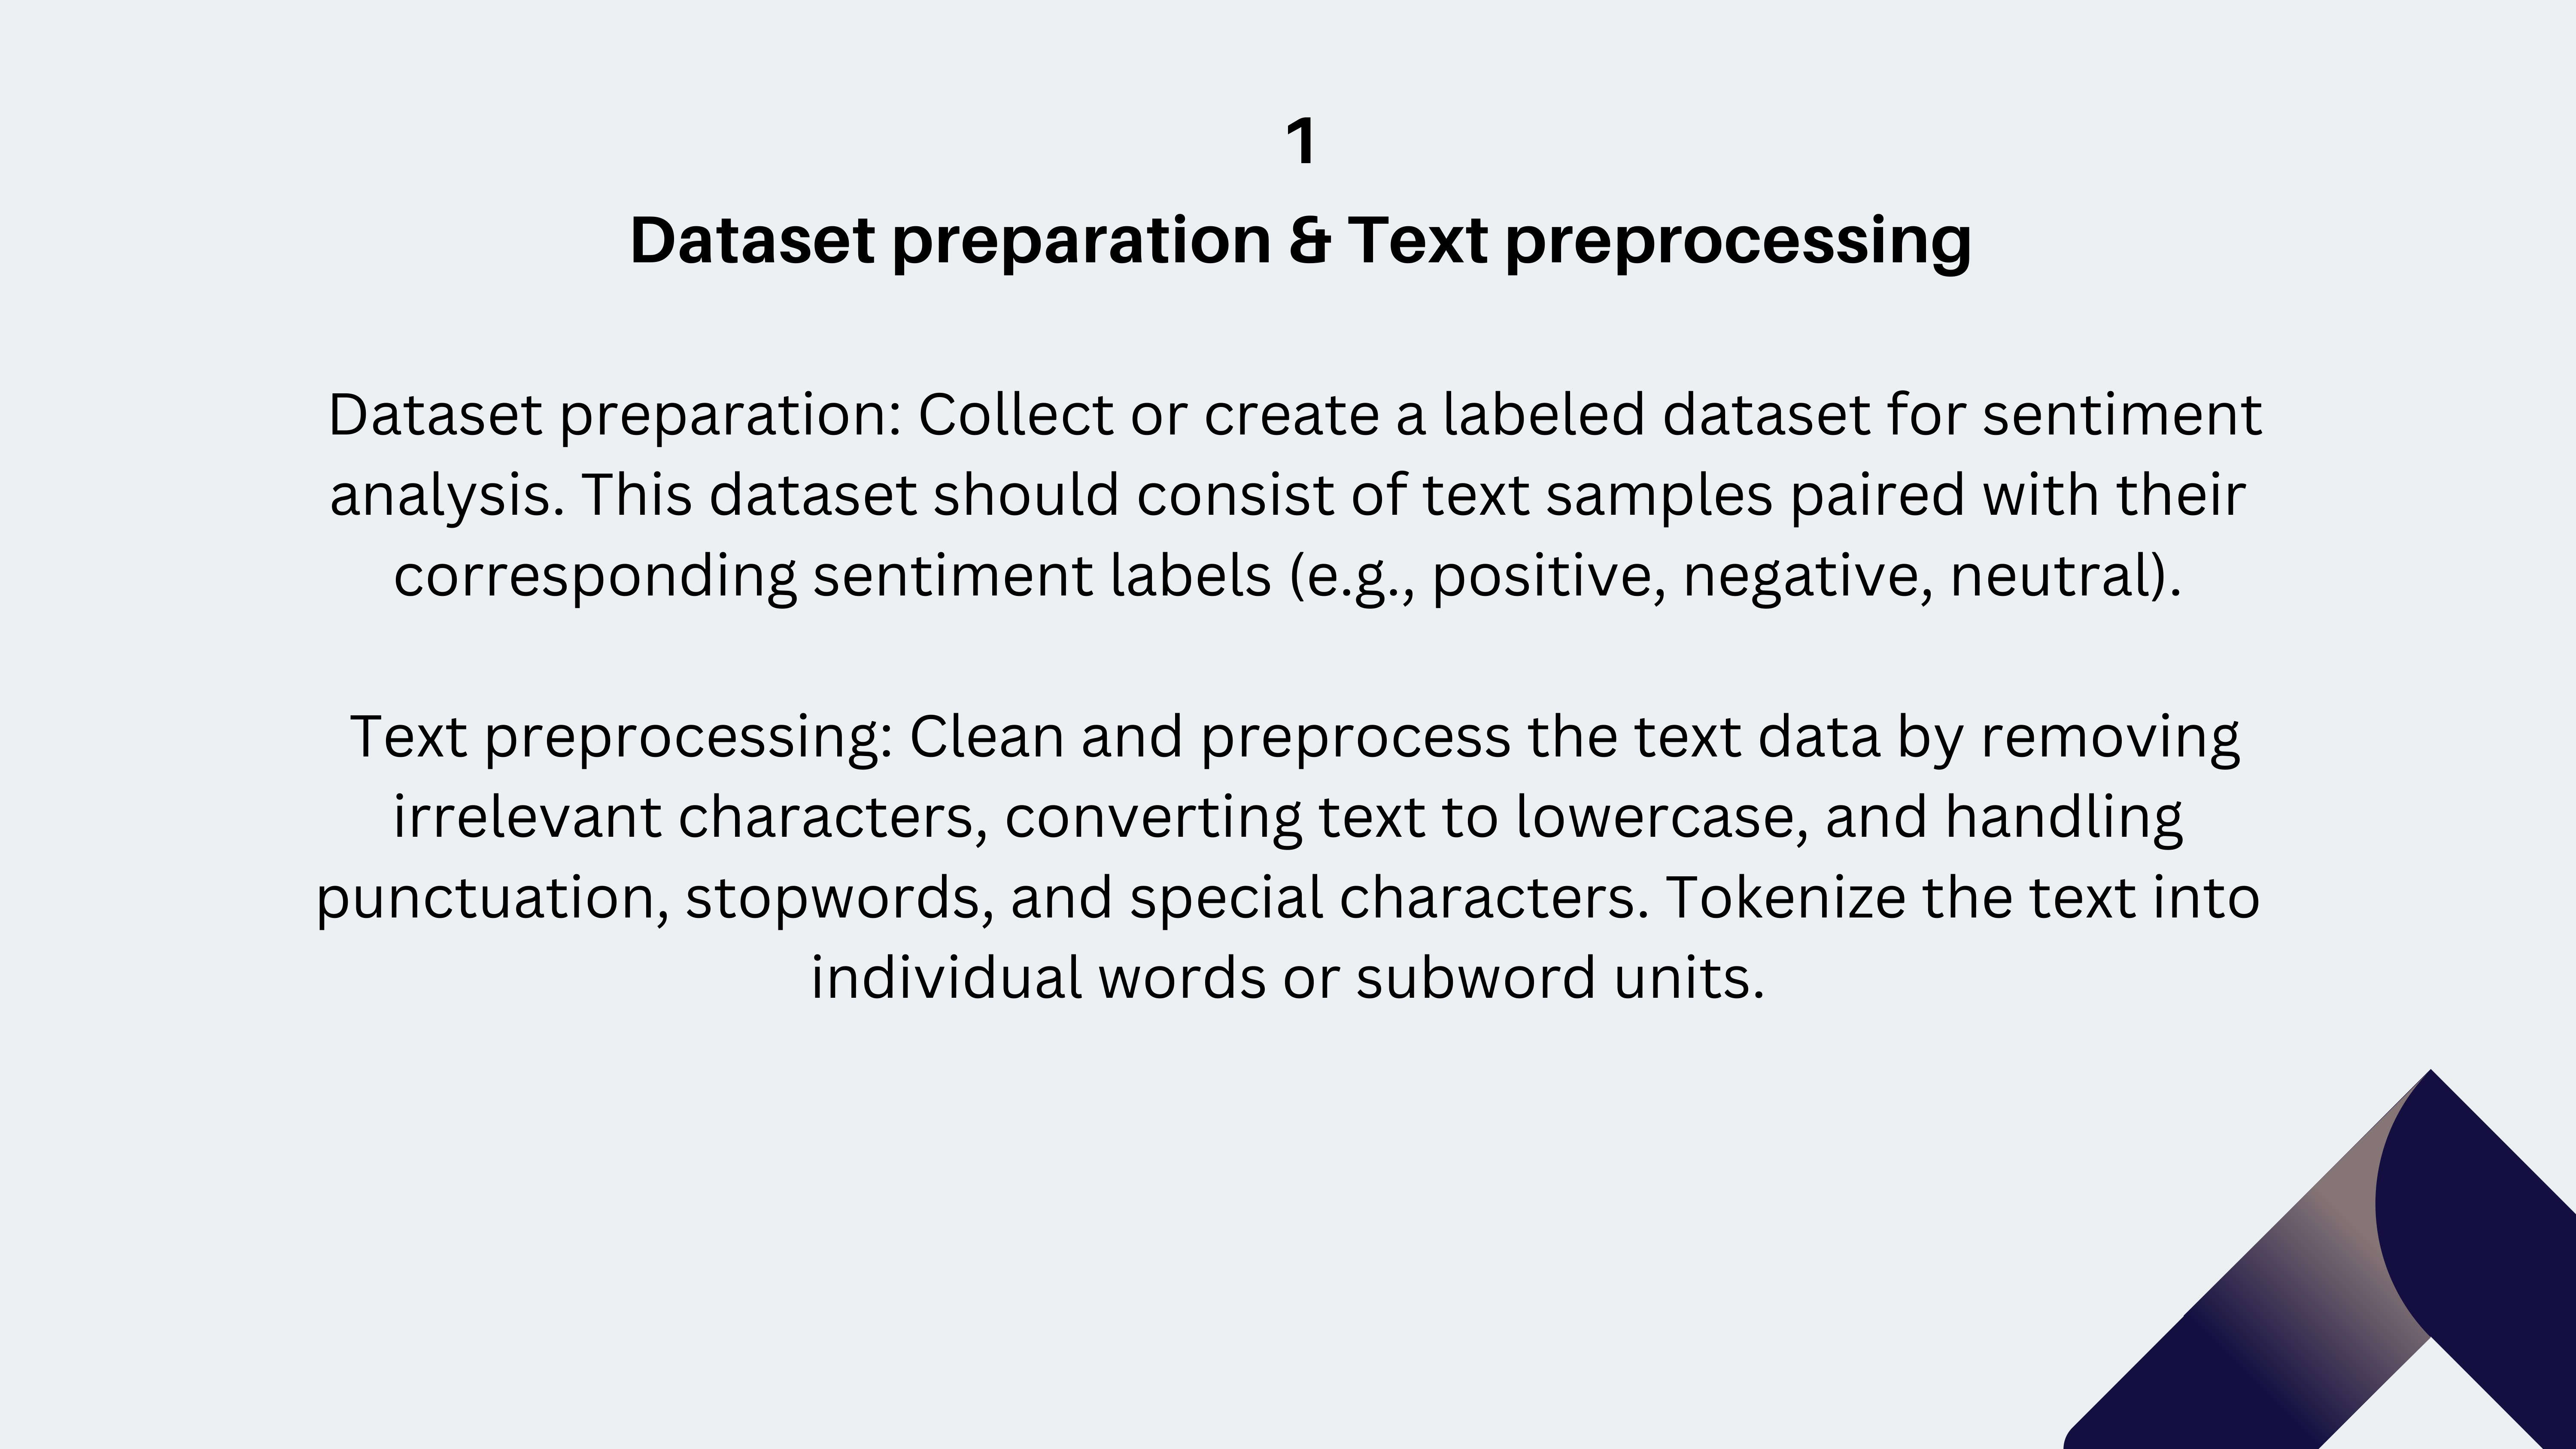 1
Dataset preparation & Text preprocessing
Dataset preparation: Collect or create a labeled dataset for sentiment
analysis. This dataset should consist of text samples paired with their
corresponding sentiment labels (e.g., positive, negative, neutral).
Text preprocessing: Clean and preprocess the text data by removing
irrelevant characters, converting text to lowercase, and handling
punctuation, stopwords, and special characters. Tokenize the text into
individual words or subword units.